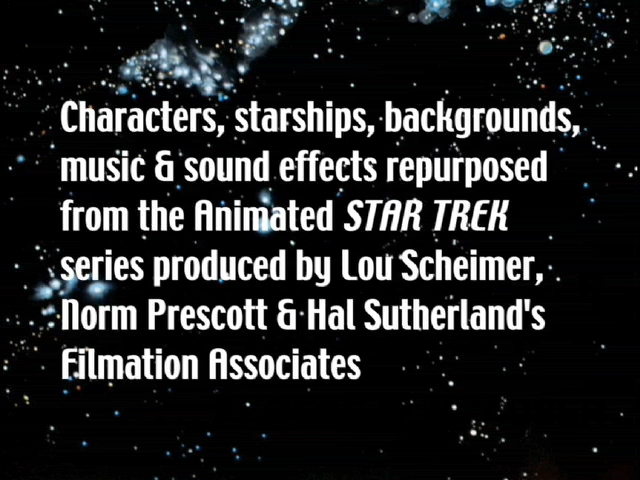 Characters, starships, backgrounds,
music & sound effects repurposed
from the Animated STAR TREK
series produced by Lou Scheimer,
Norm Prescott & Hal Sutherland's
Filmation Associates